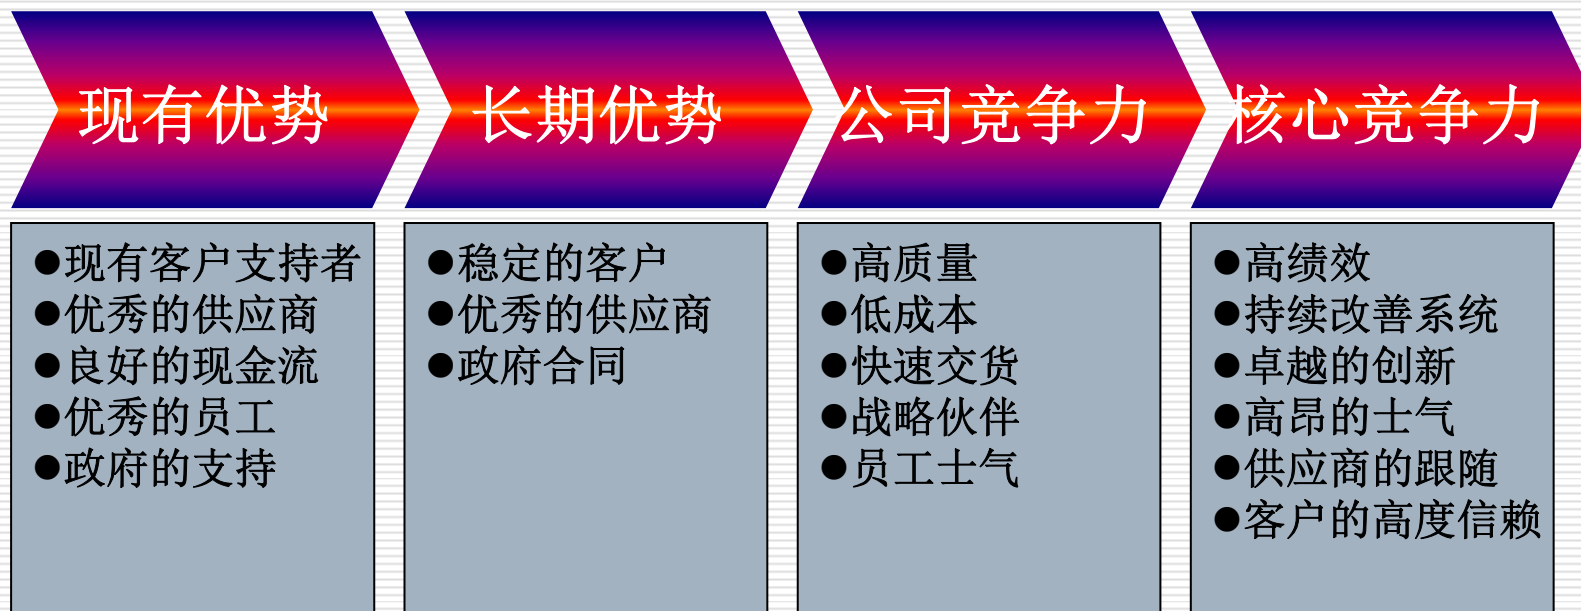 现有优势
长期优势
公司竞争力
核心竞争力
●现有客户支持者
●优秀的供应商
●良好的现金流
●优秀的员工
●政府的支持
●稳定的客户
●优秀的供应商
●政府合同
●高质量
●低成本
●快速交货
●战略伙伴
●员工士气
●高绩效
●持续改善系统
●卓越的创新
●高昂的士气
●供应商的跟随
●客户的高度信赖